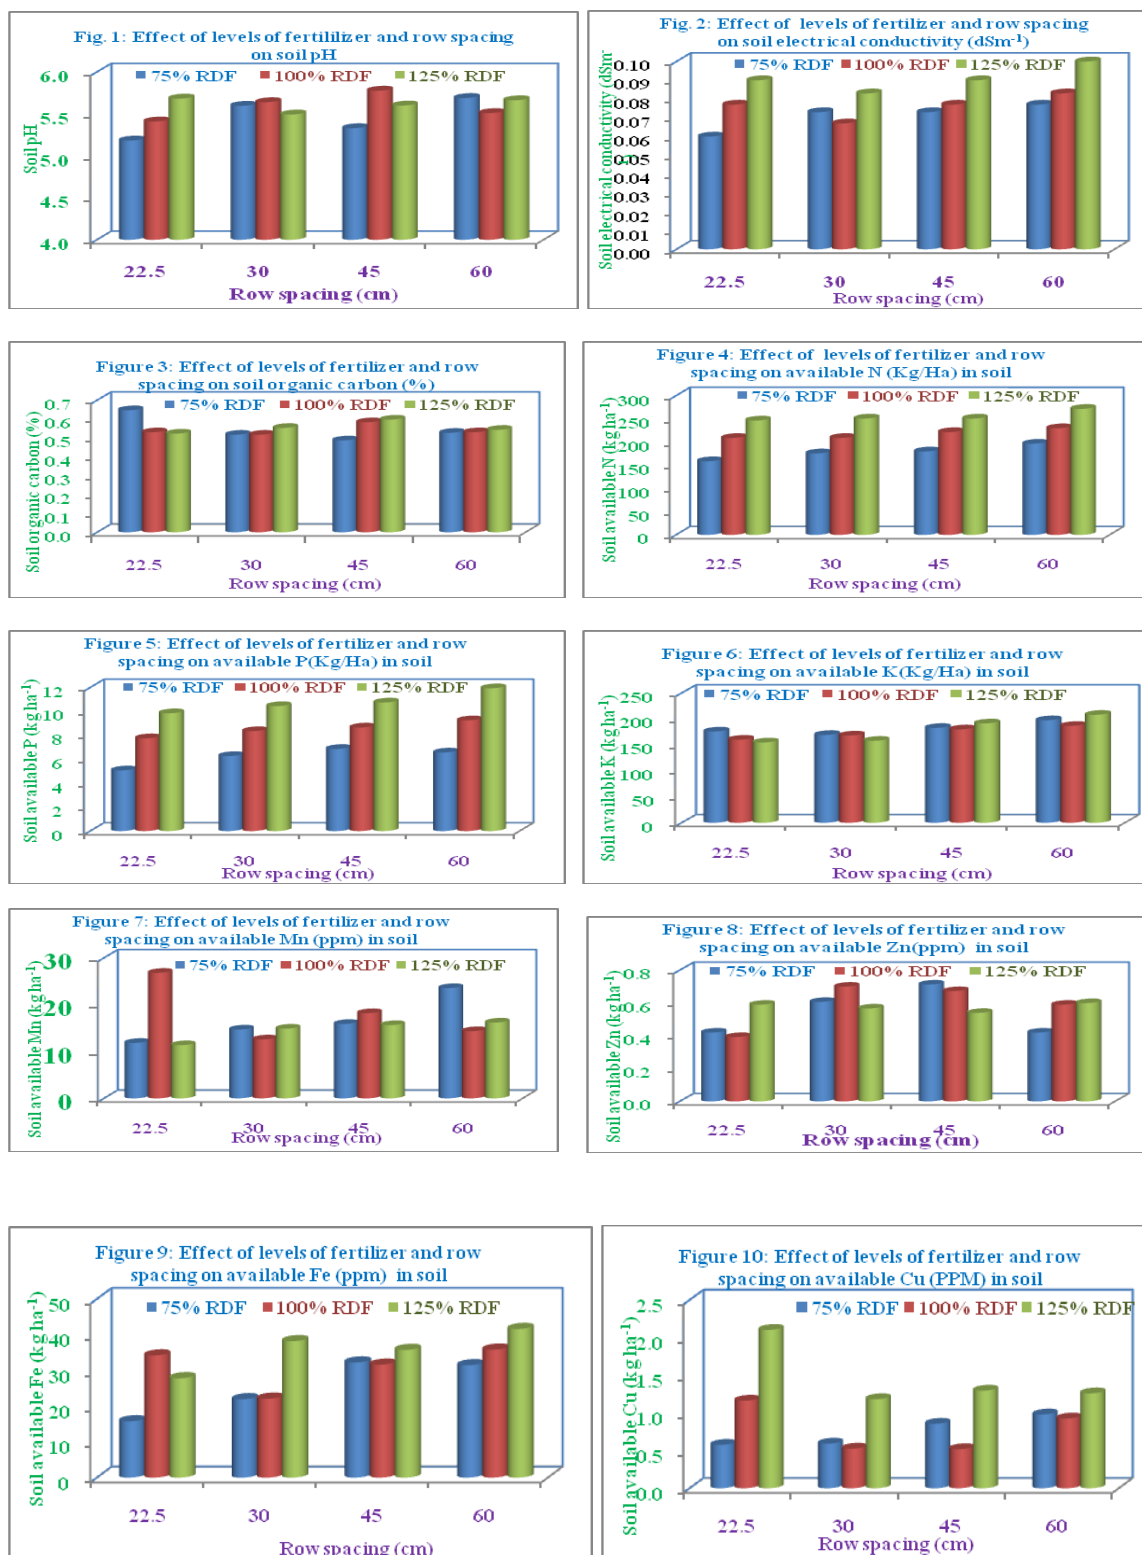 Fig. 1: Effect of levels of fertililizer and row spacing
on soil pH
75% RDF 100% RDF 125% RDF
Soil pH
6.0
5.5
5.0
4.5
4.0
22.5 30 45 60
Row spacing (cm)
Fig. 2: Effect of levels of fertilizer and row spacing
on soil electrical conductivity (dSm-1)
75% RDF 100% RDF 125% RDF
Soil electrical conductivity (dSm-
0.10
0.09
0.08
0.07
0.06
0.05
0.04
0.03
0.02
0.01
0.00
22.5 30 45 60
Row spacing (cm)
Figure 3: Effect of levels of fertilizer and row
spacing on soil organic carbon (%)
75% RDF 100% RDF 125% RDF
Soil organic carbon (%)
0.7
0.6
0.5
0.4
0.3
0.2
0.1
0.0
22.5 30 45 60
Row spacing (cm)
Figure 4: Effect of levels of fertilizer and row
spacing on available N (Kg/Ha) in soil
75% RDF 100% RDF 125% RDF
Soil available N (kg ha-1)
300
250
200
150
100
50
0
22.5 30 45 60
Row spacing (cm)
Figure 5: Effect of levels of fertilizer and row
spacing on available P(Kg/Ha) in soil
75% RDF 100% RDF 125% RDF
Soil available P (kg ha-1)
12
10
8
6
4
2
0
22.5 30 45 60
Row spacing (cm)
Figure 6: Effect of levels of fertilizer and row
spacing on available K(Kg/Ha) in soil
75% RDF 100% RDF 125% RDF
Soil available K (kg ha-1)
250
200
150
100
50
0
22.5 30 45 60
Row spacing (cm)
Figure 7: Effect of levels of fertilizer and row
spacing on available Mn (ppm) in soil
75% RDF 100% RDF 125% RDF
Soil available Mn (kg ha-1)
30
20
10
0
22.5 30 45 60
Row spacing (cm)
Figure 8: Effect of levels of fertilizer and row
spacing on available Zn(ppm) in soil
75% RDF 100% RDF 125% RDF
Soil available Zn (kg ha-1)
0.8
0.6
0.4
0.2
0.0
22.5 30 45 60
Row spacing (cm)
Figure 9: Effect of levels of fertilizer and row
spacing on available Fe (ppm) in soil
75% RDF 100% RDF 125% RDF
Soil available Fe (kg ha-1)
50
40
30
20
10
0
22.5 30 45 60
Row spacing (cm)
Figure 10: Effect of levels of fertilizer and row
spacing on available Cu (PPM) in soil
75% RDF 100% RDF 125% RDF
Soil available Cu (kg ha-1)
2.5
2.0
1.5
1.0
0.5
0.0
22.5 30 45 60
Row spacing (cm)